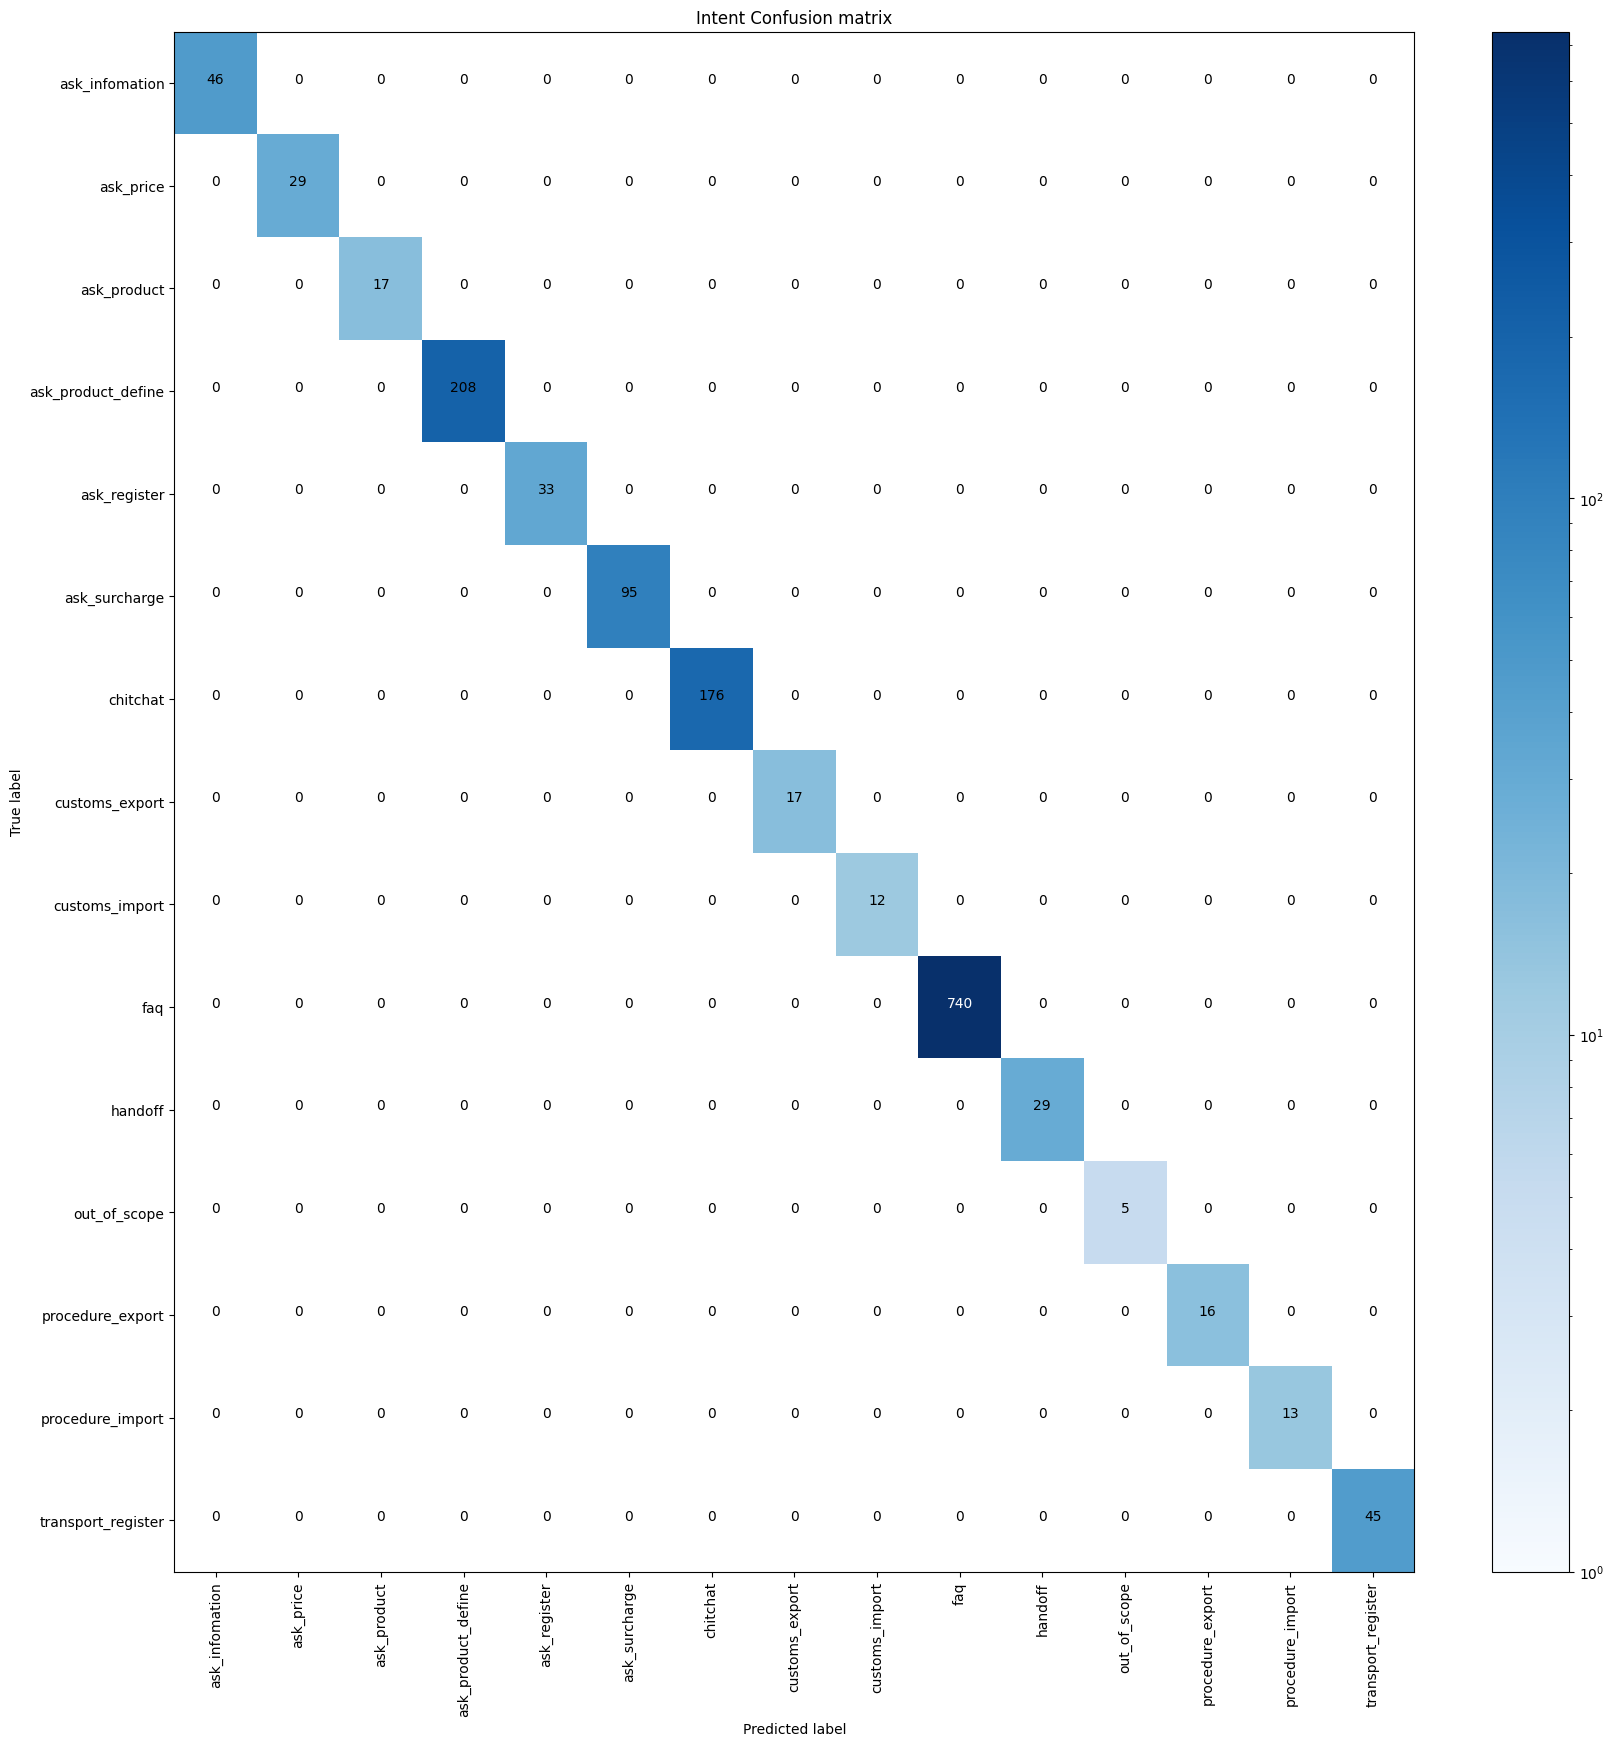 Intent Confusion matrix
ask_infomation 46 0 0 0 0 0 0 0 0 0 0 0 0 0 0
ask_price 0 29 0 0 0 0 0 0 0 0 0 0 0 0 0
ask_product 0 0 17 0 0 0 0 0 0 0 0 0 0 0 0
ask_product_define 0 0 0 208 0 0 0 0 0 0 0 0 0 0 0
ask_register 0 0 0 0 33 0 0 0 0 0 0 0 0 0 0
10²
ask_surcharge 0 0 0 0 0 95 0 0 0 0 0 0 0 0 0
chitchat 0 0 0 0 0 0 176 0 0 0 0 0 0 0 0
True label
customs_export 0 0 0 0 0 0 0 17 0 0 0 0 0 0 0
customs_import 0 0 0 0 0 0 0 0 12 0 0 0 0 0 0
faq 0 0 0 0 0 0 0 0 0 740 0 0 0 0 0
10¹
handoff 0 0 0 0 0 0 0 0 0 0 29 0 0 0 0
out_of_scope 0 0 0 0 0 0 0 0 0 0 0 5 0 0 0
procedure_export 0 0 0 0 0 0 0 0 0 0 0 0 16 0 0
procedure_import 0 0 0 0 0 0 0 0 0 0 0 0 0 13 0
transport_register 0 0 0 0 0 0 0 0 0 0 0 0 0 0 45
10⁰
ask_infomation
ask_price
ask_product
ask_product_define
ask_register
ask_surcharge
chitchat
customs_export
customs_import
faq
handoff
out_of_scope
procedure_export
procedure_import
transport_register
Predicted label